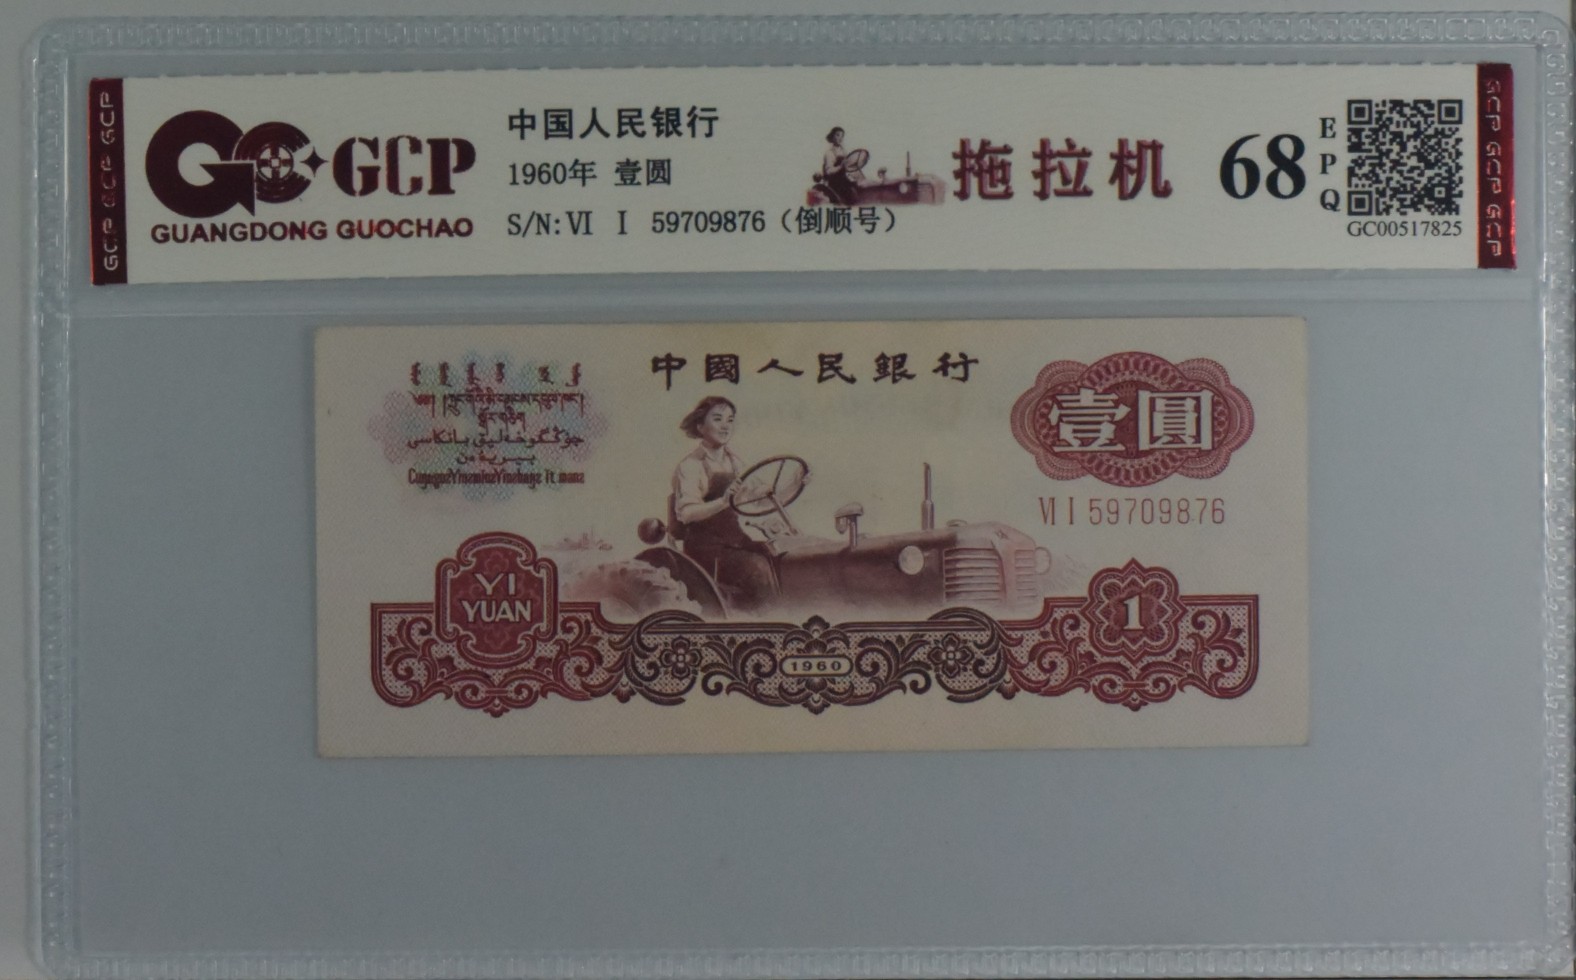 GCP
GUANGDONG GUOCHAO
中国人民银行
1960年 壹圆
S/N:VI I 59709876（倒顺号）
拖拉机
68
EPQ
GC00517825
GCP GCP GCP
GCP GCP GCP
中國人民銀行
壹圓
VI I 59709876
YI
YUAN
1960
1